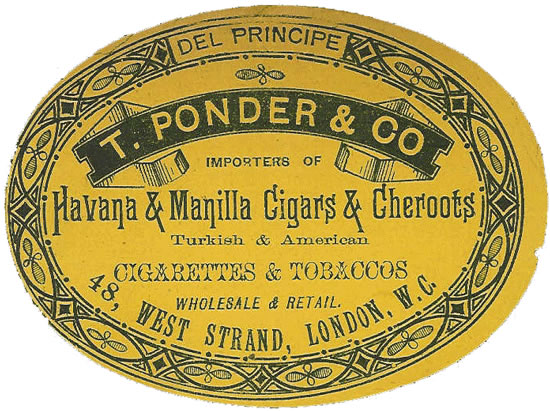 DEL PRINCIPE
T. PONDER & CO
IMPORTERS OF
Havana & Manilla Cigars & Cheroots
Turkish & American
CIGARETTES & TOBACCOS
WHOLESALE & RETAIL.
48, WEST STRAND, LONDON, W.C.